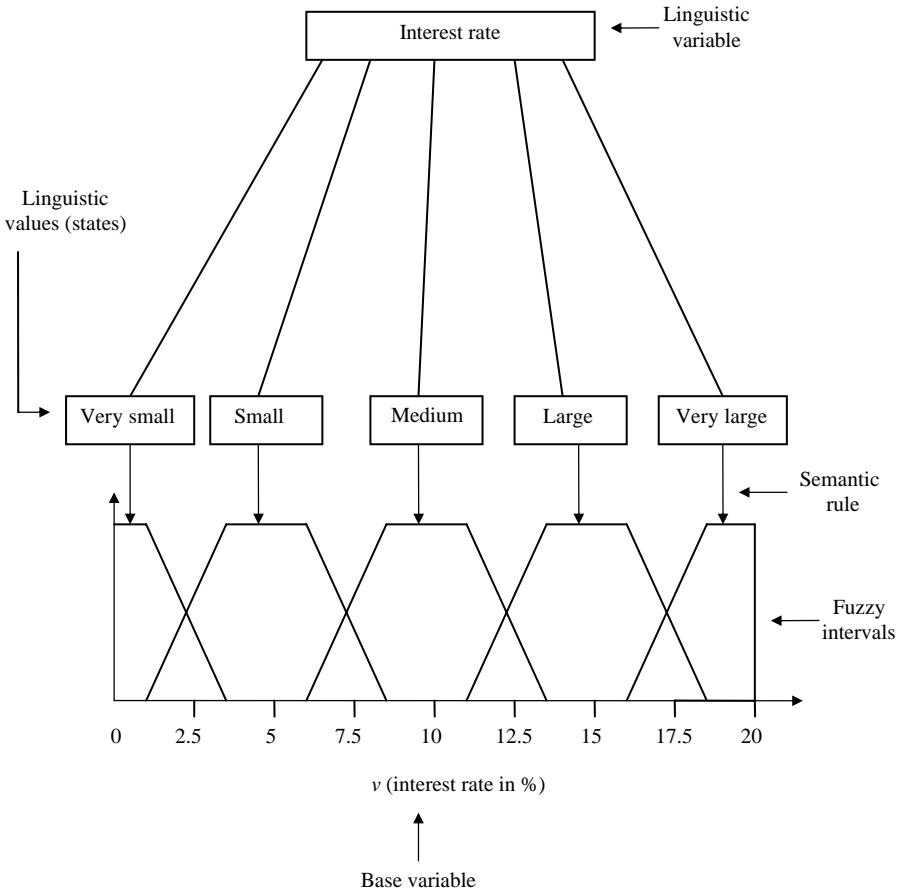 Interest rate
Linguistic
variable
Linguistic
values (states)
Very small
Small
Medium
Large
Very large
Semantic
rule
Fuzzy
intervals
0 2.5 5 7.5 10 12.5 15 17.5 20
v (interest rate in %)
Base variable